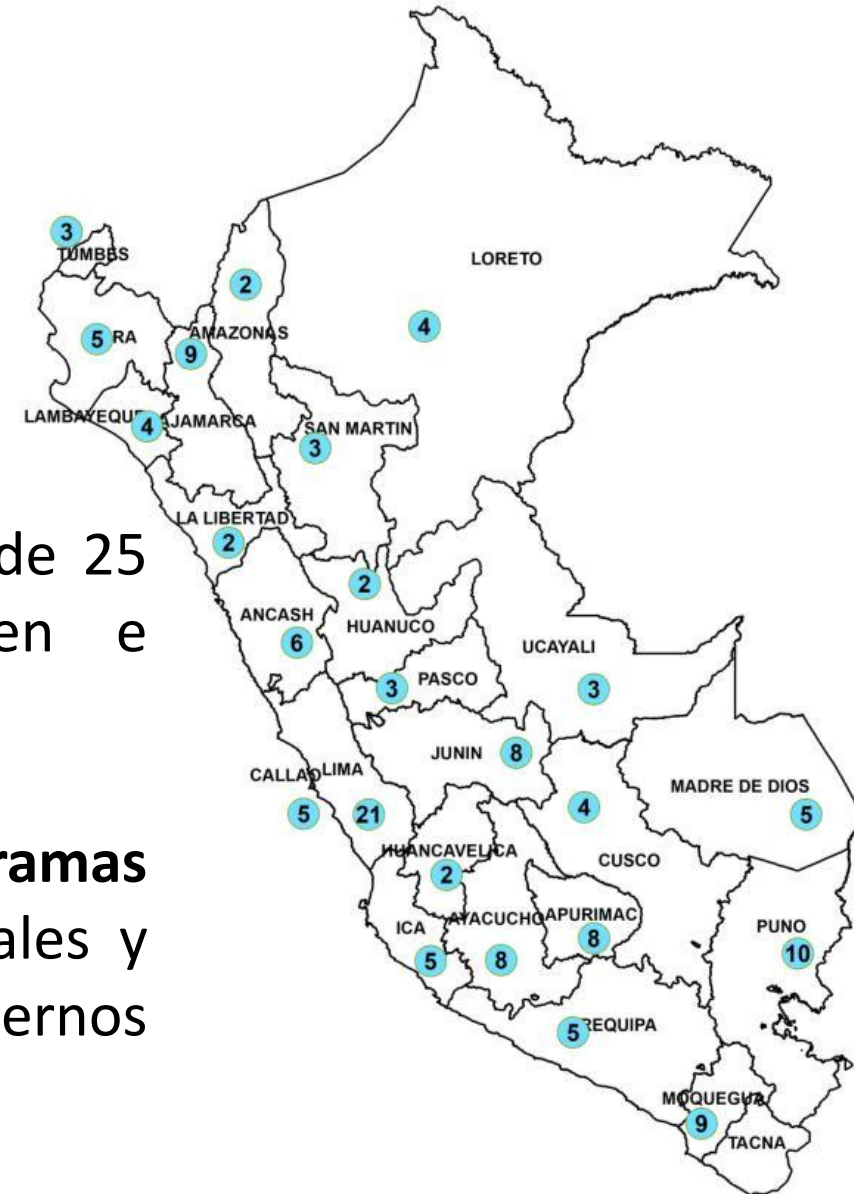 3
TUMBES
LORETO
2
AMAZONAS
5 RA
9
4
LAMBAYEQU
4
AJAMARCA
SAN MARTIN
3
LA LIBERTAD
2
de 25
en e
2
ANCASH
HUANUCO
6
UCAYALI
3
PASCO
3
JUNIN 8
CALLAO LIMA
MADRE DE DIOS
5
21
4
5
HUANCAVELICA
CUSCO
2
ramas
ICA
AYACUCHO
APURIMAC
PUNO
8
ales y
5
8
10
ernos
5 REQUIPA
MOQUEGUA
9
TACNA